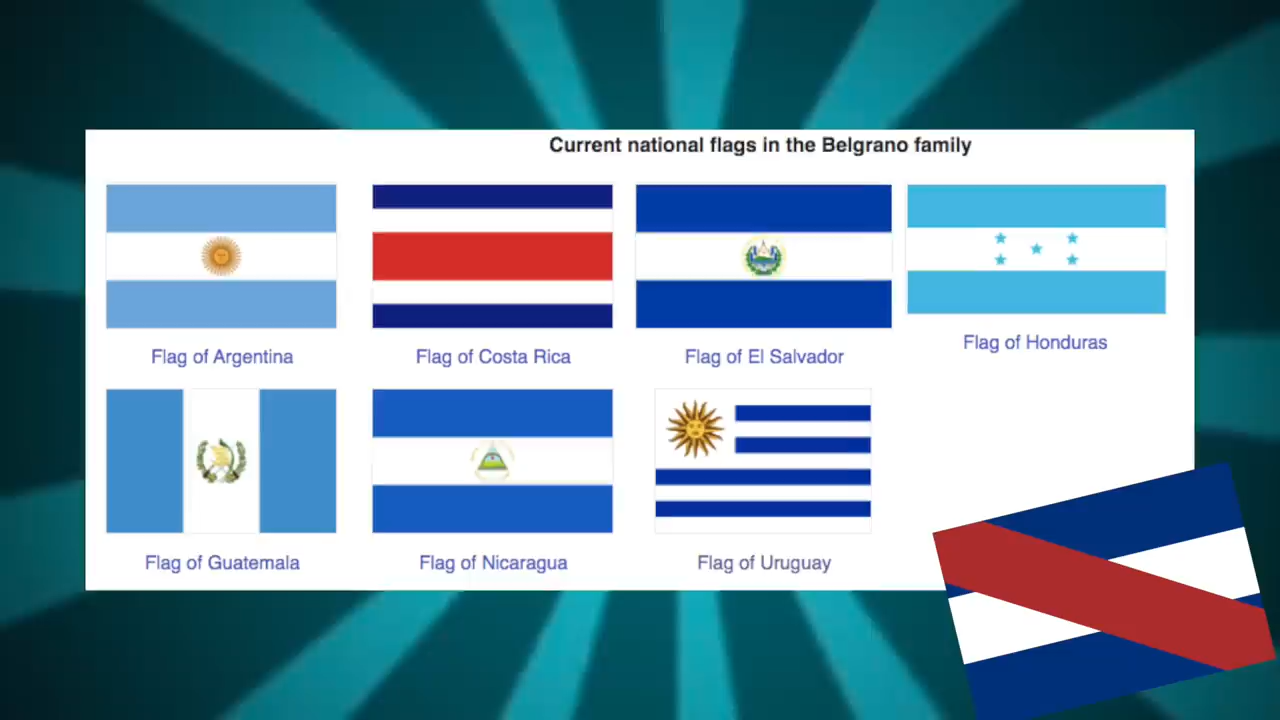 Current national flags in the Belgrano family
Flag of Argentina
Flag of Costa Rica
Flag of El Salvador
Flag of Honduras
Flag of Guatemala
Flag of Nicaragua
Flag of Uruguay